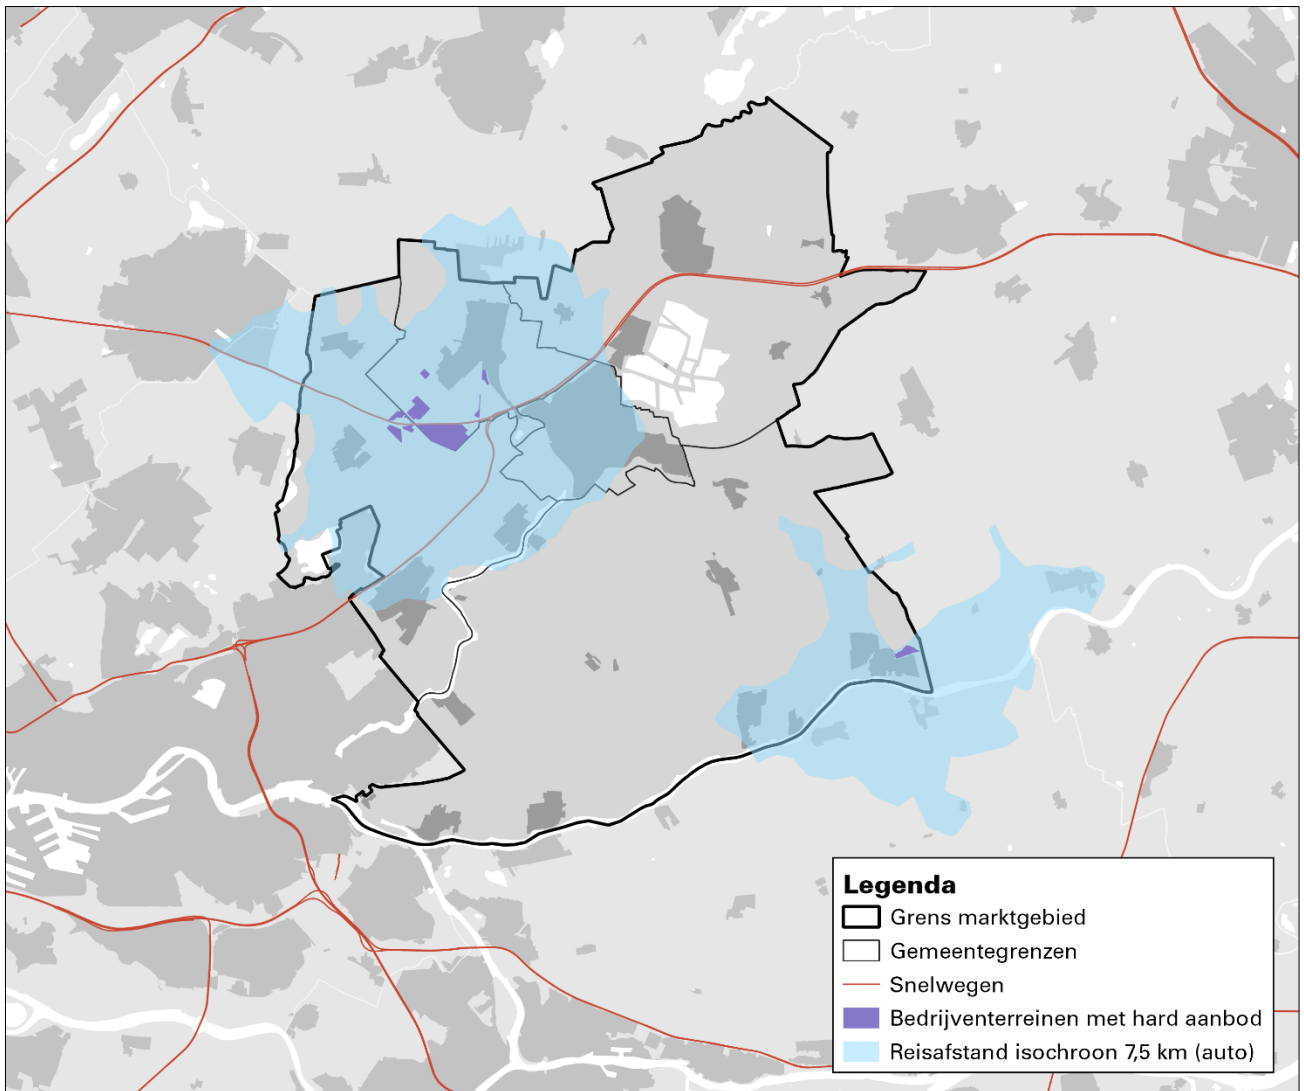 Legenda
Grens marktgebied
Gemeentegrenzen
Snelwegen
Bedrijventerreinen met hard aanbod
Reisafstand isochroon 7,5 km (auto)